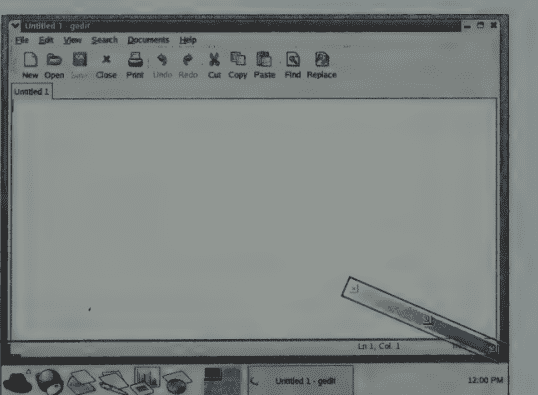 Untitled 1 - gedit
File Edit View Search Documents Help
New Open Save Close Print Undo Redo Cut Copy Paste Find Replace
Untitled 1
Ln 1, Col 1
Untitled 1 - gedit
12:00 PM